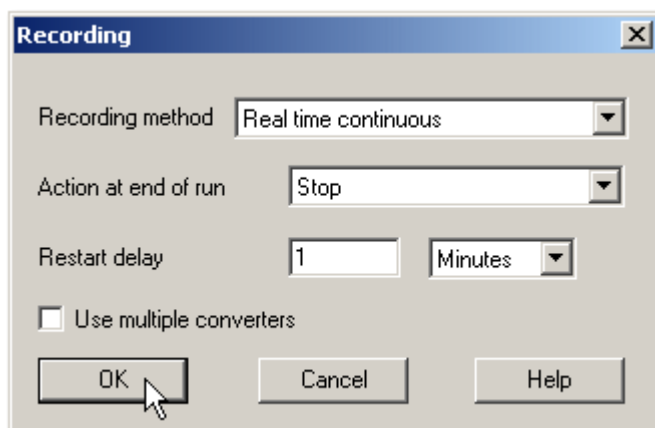 Recording
Recording method Real time continuous
Action at end of run Stop
Restart delay 1 Minutes
Use multiple converters
OK Cancel Help